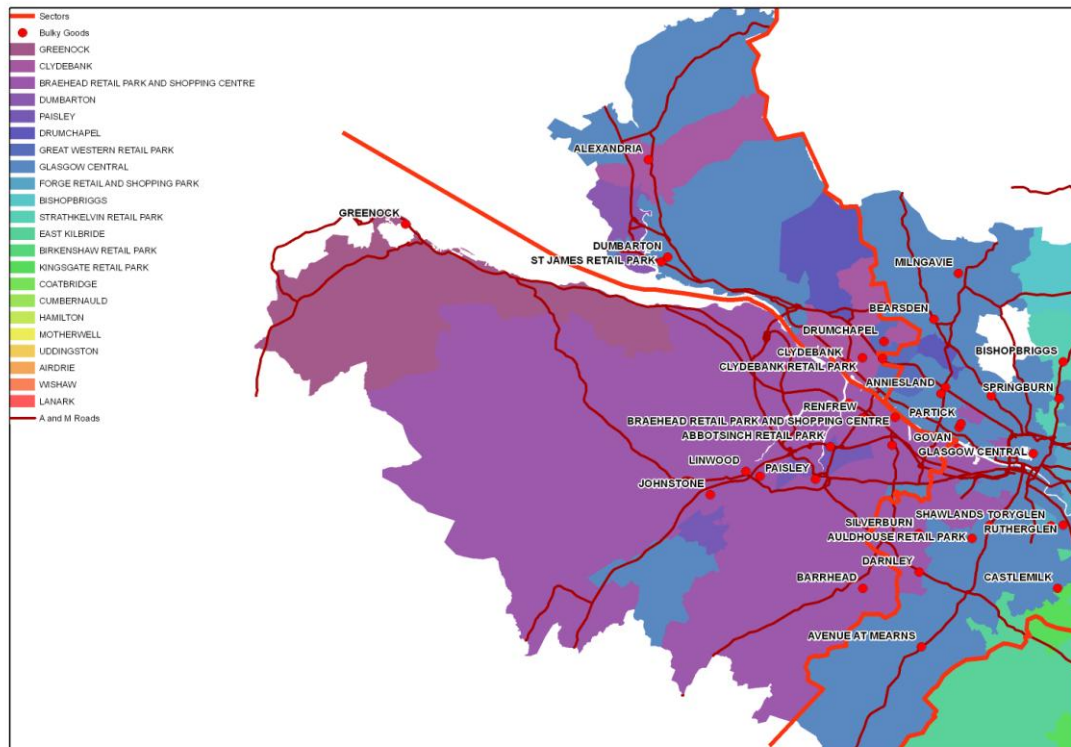 Sectors
Bulky Goods
GREENOCK
CLYDEBANK
BRAEHEAD RETAIL PARK AND SHOPPING CENTRE
DUMBARTON
PAISLEY
DRUMCHAPEL
GREAT WESTERN RETAIL PARK
GLASGOW CENTRAL
FORGE RETAIL AND SHOPPING PARK
BISHOPBRIGGS
STRATHKELVIN RETAIL PARK
EAST KILBRIDE
BIRKENSHAW RETAIL PARK
KINGSGATE RETAIL PARK
COATBRIDGE
CUMBERNAULD
HAMILTON
MOTHERWELL
UDDINGSTON
AIRDRIE
WISHAW
LANARK
A and M Roads
ALEXANDRIA
GREENOCK
DUMBARTON
ST JAMES RETAIL PARK
MILNGAVIE
BEARSDEN
DRUMCHAPEL
CLYDEBANK
CLYDEBANK RETAIL PARK
BISHOPBRIGGS
ANNIESLAND
SPRINGBURN
RENFREW
PARTICK
BRAEHEAD RETAIL PARK AND SHOPPING CENTRE
ABBOTSINCH RETAIL PARK
GOVAN
GLASGOW CENTRAL
LINWOOD
PAISLEY
JOHNSTONE
SHAWLANDS
TORYGLEN
SILVERBURN
RUTHERGLEN
AULDHOUSE RETAIL PARK
DARNLEY
BARRHEAD
CASTLEMILK
AVENUE AT MEARNS